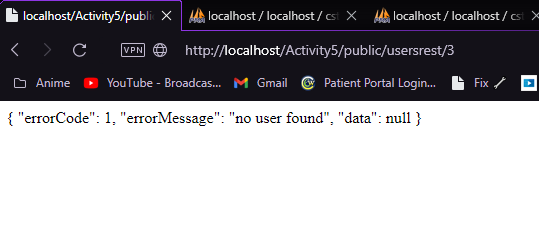 localhost/Activity5/publi
localhost / localhost / cst
localhost / localhost / cst
VPN
http://localhost/Activity5/public/usersrest/3
Anime
YouTube - Broadcas...
Gmail
Patient Portal Login...
Fix
{ "errorCode": 1, "errorMessage": "no user found", "data": null }